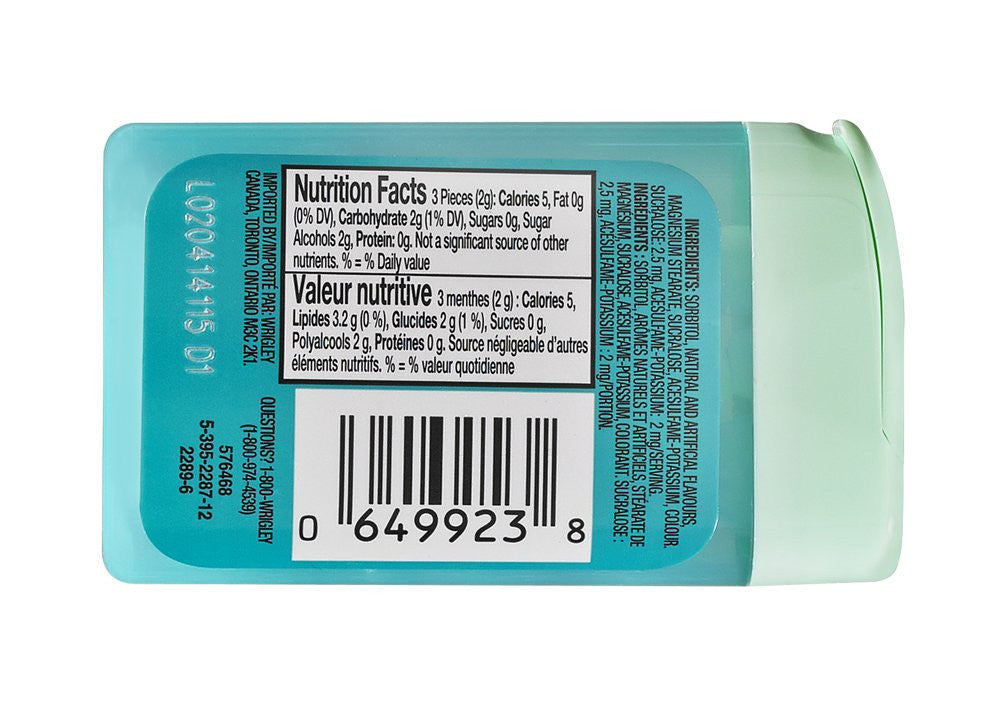 Nutrition Facts 3 Pieces (2g): Calories 5, Fat 0g
(0% DV), Carbohydrate 2g (1% DV), Sugars 0g, Sugar
Alcohols 2g, Protein: 0g. Not a significant source of other
nutrients. % = % Daily value
Valeur nutritive 3 menthes (2 g) : Calories 5,
Lipides 3.2 g (0 %), Glucides 2 g (1 %), Sucres 0 g,
Polyalcools 2 g, Protéines 0 g. Source négligeable d'autres
éléments nutritifs. % = % valeur quotidienne
0 649923 8
INGREDIENTS: SORBITOL, NATURAL AND ARTIFICIAL FLAVOURS,
MAGNESIUM STEARATE, SUCRALOSE, ACESULFAME-POTASSIUM, COLOUR.
SUCRALOSE: 2.5 mg, ACESULFAME-POTASSIUM: 2 mg/SERVING.
INGRÉDIENTS : SORBITOL, ARÔMES NATURELS ET ARTIFICIELS, STÉARATE DE
MAGNÉSIUM, SUCRALOSE, ACÉSULFAME-POTASSIUM, COLORANT. SUCRALOSE :
2,5 mg, ACÉSULFAME-POTASSIUM : 2 mg/PORTION.
IMPORTED BY/IMPORTÉ PAR: WRIGLEY
CANADA, TORONTO, ONTARIO M3C 2K1.
QUESTIONS? 1-800-WRIGLEY
(1-800-974-4539)
576468
5-395-2287-12
2289-6
L020414115 D1